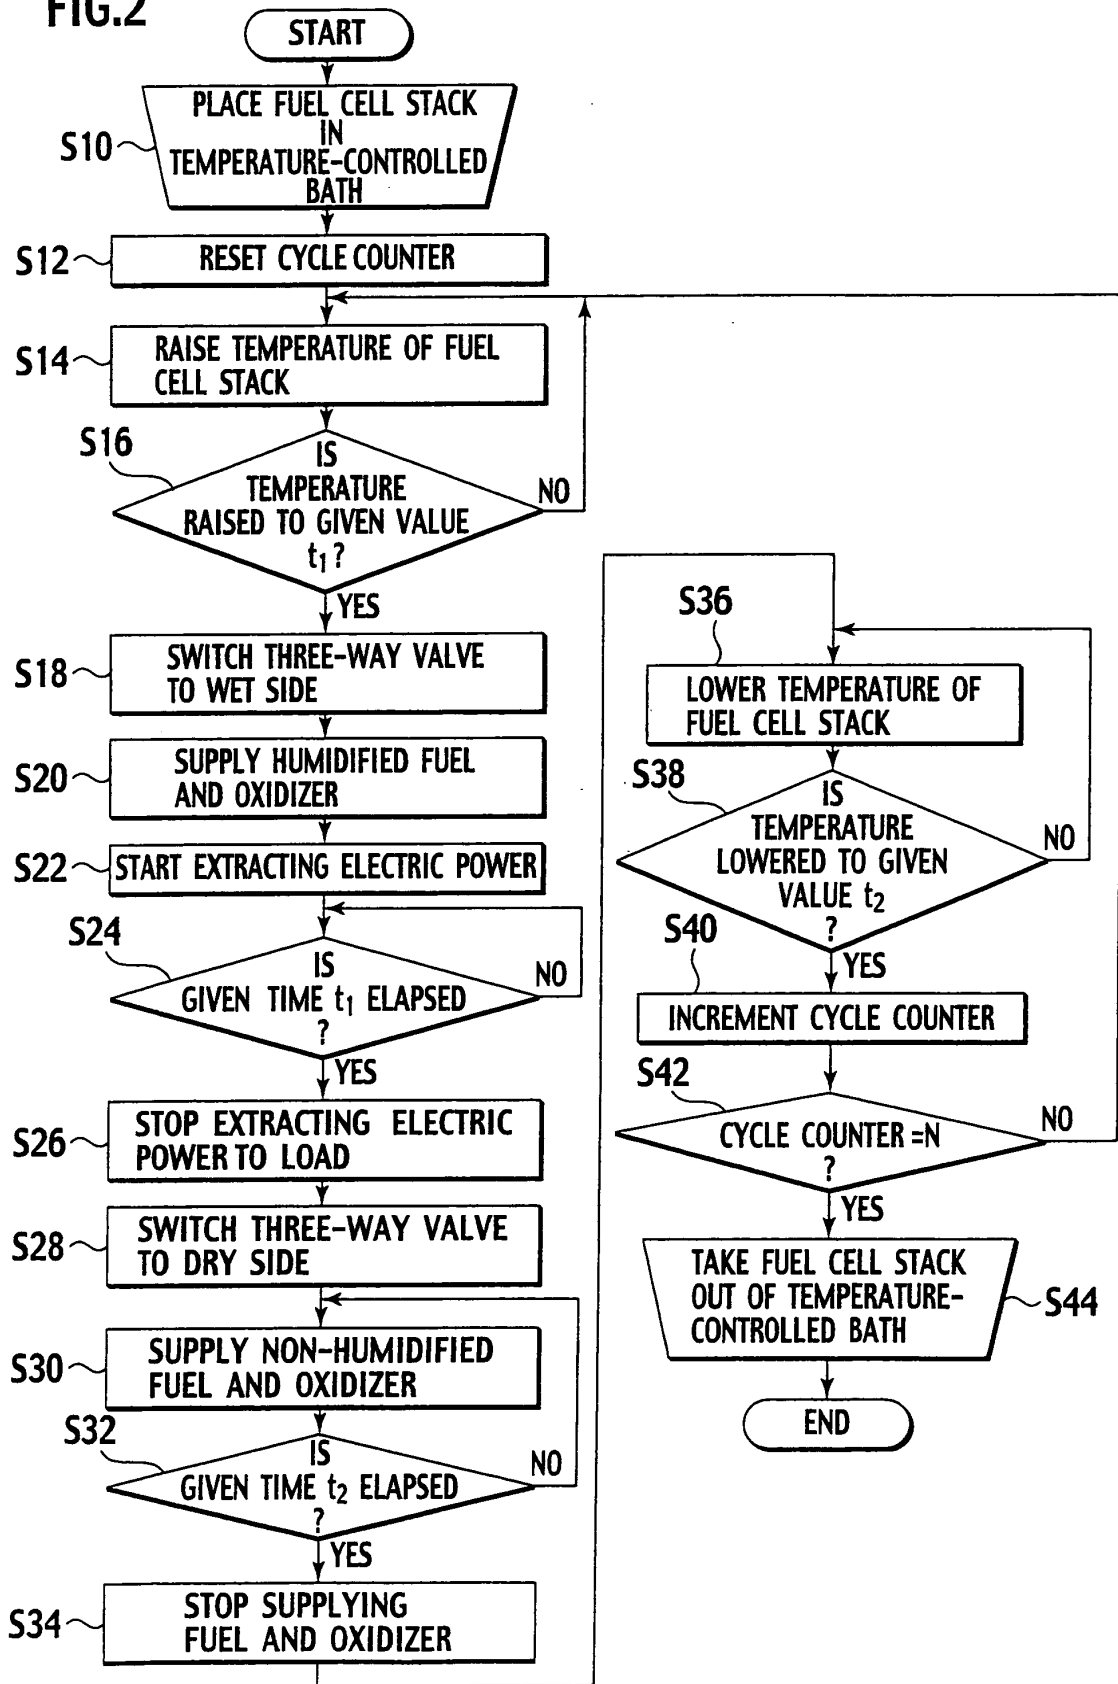 FIG.2
START
S10
PLACE FUEL CELL STACK
IN
TEMPERATURE-CONTROLLED
BATH
S12
RESET CYCLE COUNTER
S14
RAISE TEMPERATURE OF FUEL
CELL STACK
S16
IS
TEMPERATURE
RAISED TO GIVEN VALUE
t1 ?
NO
YES
S18
SWITCH THREE-WAY VALVE
TO WET SIDE
S20
SUPPLY HUMIDIFIED FUEL
AND OXIDIZER
S22
START EXTRACTING ELECTRIC POWER
S24
IS
GIVEN TIME t1 ELAPSED
?
NO
YES
S26
STOP EXTRACTING ELECTRIC
POWER TO LOAD
S28
SWITCH THREE-WAY VALVE
TO DRY SIDE
S30
SUPPLY NON-HUMIDIFIED
FUEL AND OXIDIZER
S32
IS
GIVEN TIME t2 ELAPSED
?
NO
YES
S34
STOP SUPPLYING
FUEL AND OXIDIZER
S36
LOWER TEMPERATURE OF
FUEL CELL STACK
S38
IS
TEMPERATURE
LOWERED TO GIVEN
VALUE t2
?
NO
YES
S40
INCREMENT CYCLE COUNTER
S42
CYCLE COUNTER =N
?
NO
YES
TAKE FUEL CELL STACK
OUT OF TEMPERATURE-
CONTROLLED BATH
S44
END